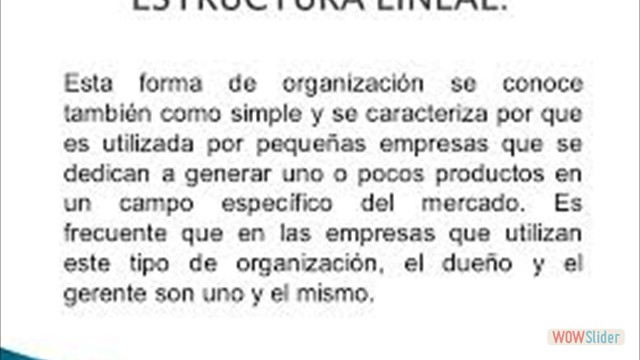 ESTRUCTURA LINEAL.
Esta forma de organización se conoce
también como simple y se caracteriza por que
es utilizada por pequeñas empresas que se
dedican a generar uno o pocos productos en
un campo específico del mercado. Es
frecuente que en las empresas que utilizan
este tipo de organización, el dueño y el
gerente son uno y el mismo.
WOWSlider